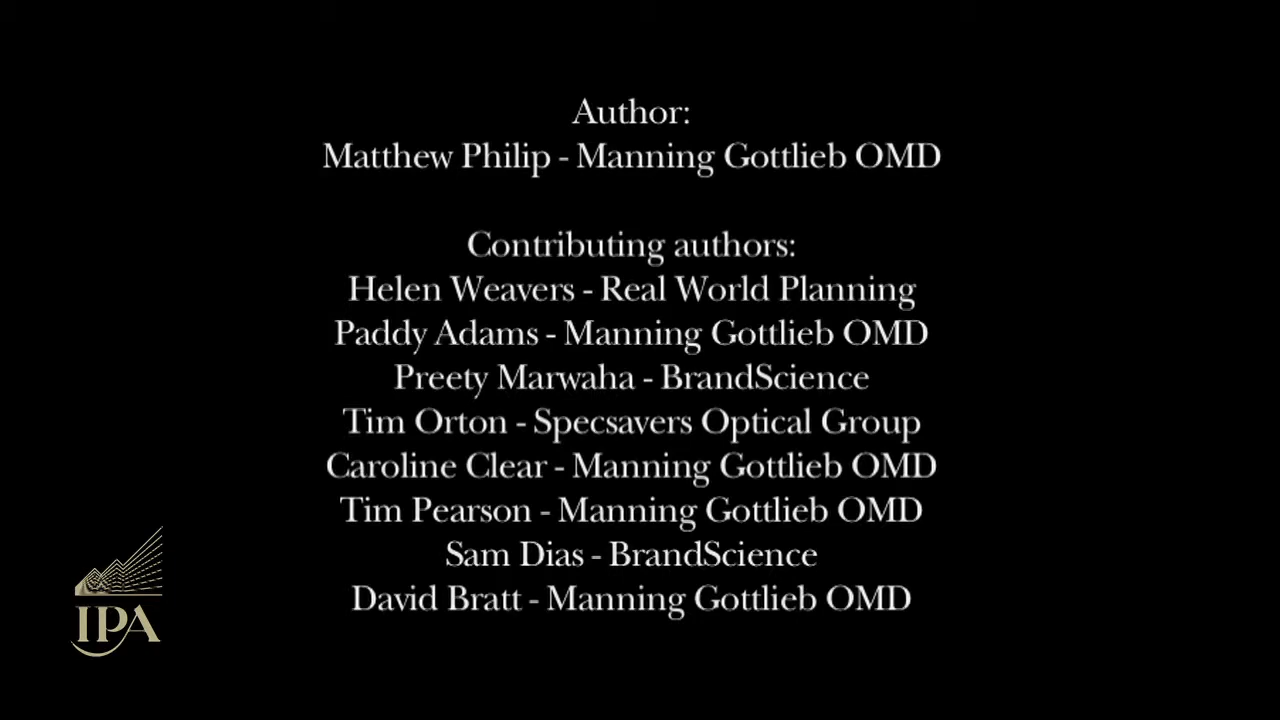 Author:
Matthew Philip - Manning Gottlieb OMD
Contributing authors:
Helen Weavers - Real World Planning
Paddy Adams - Manning Gottlieb OMD
Preety Marwaha - BrandScience
Tim Orton - Specsavers Optical Group
Caroline Clear - Manning Gottlieb OMD
Tim Pearson - Manning Gottlieb OMD
Sam Dias - BrandScience
David Bratt - Manning Gottlieb OMD
IPA